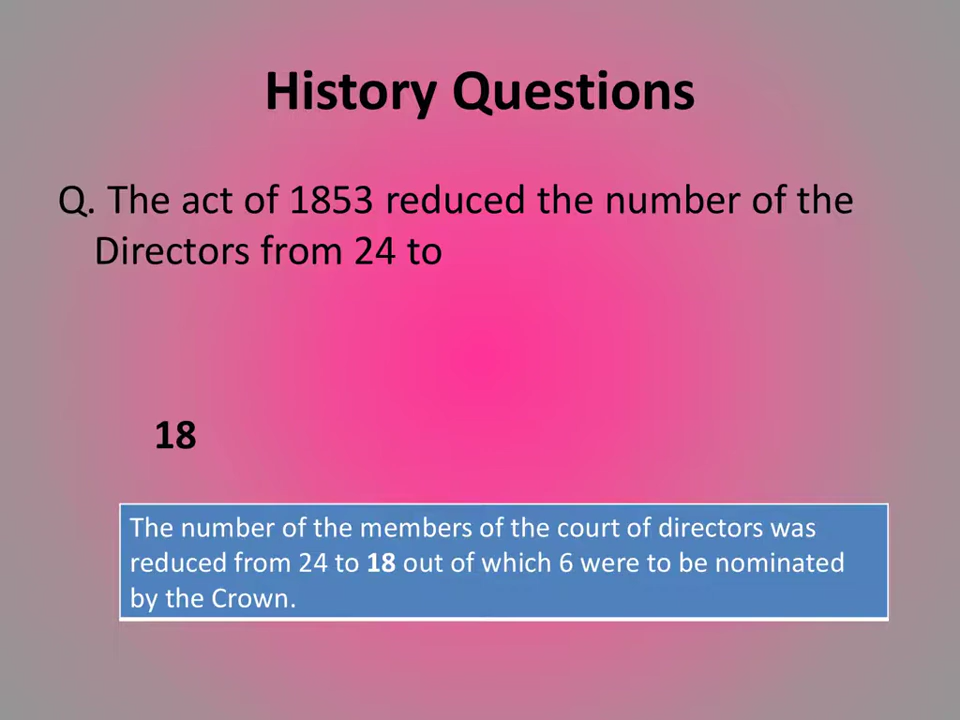 History Questions
Q. The act of 1853 reduced the number of the
Directors from 24 to
18
The number of the members of the court of directors was
reduced from 24 to 18 out of which 6 were to be nominated
by the Crown.